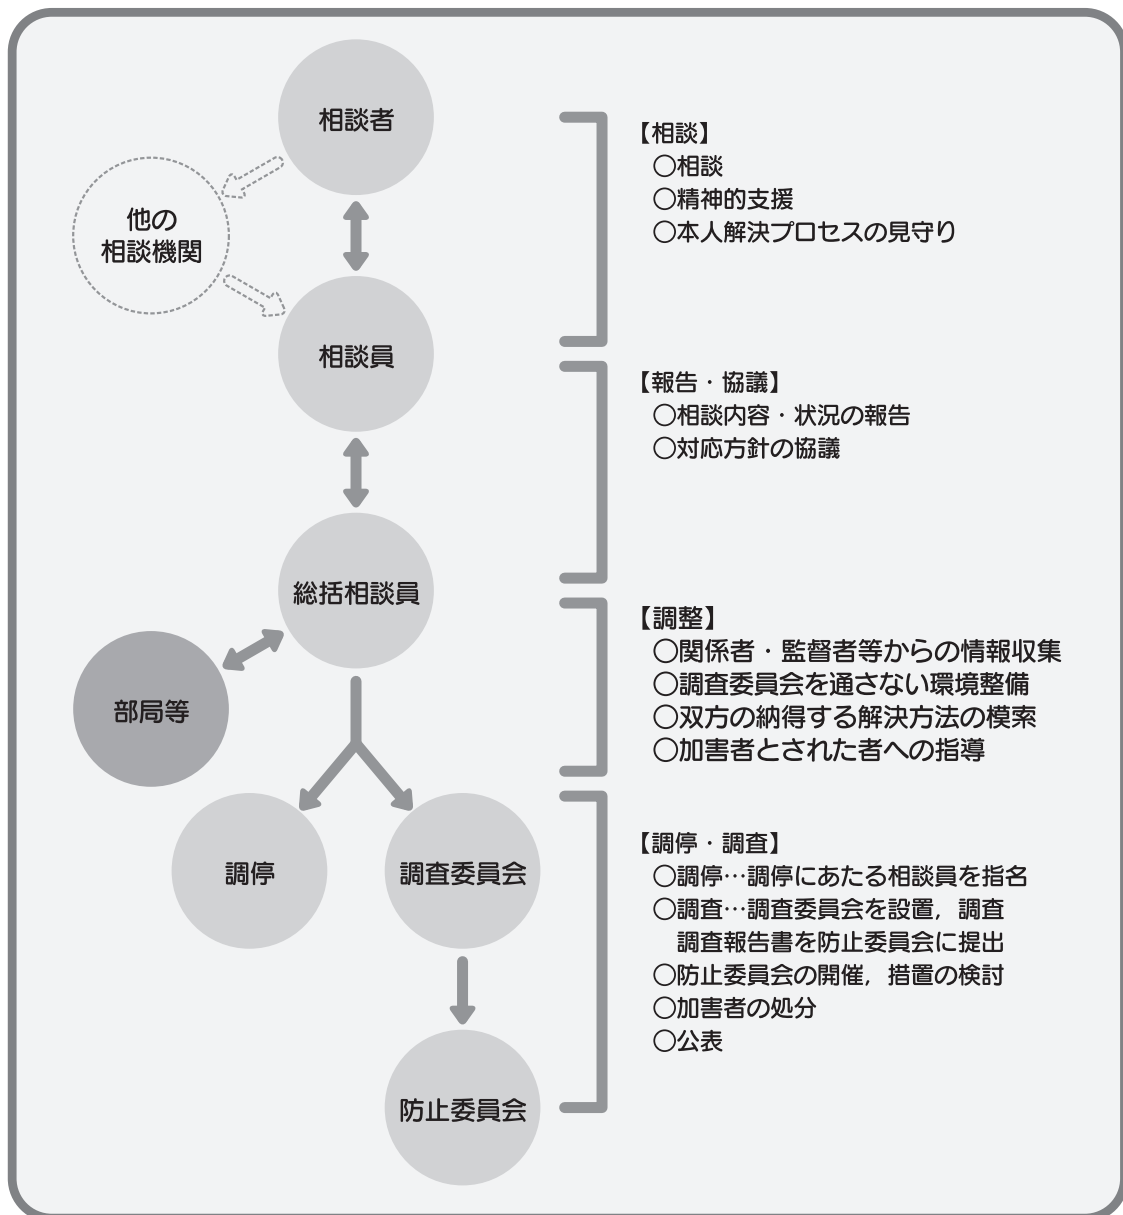 相談者
他の
相談機関
相談員
総括相談員
部局等
調停
調査委員会
防止委員会
【相談】
○相談
○精神的支援
○本人解決プロセスの見守り
【報告・協議】
○相談内容・状況の報告
○対応方針の協議
【調整】
○関係者・監督者等からの情報収集
○調査委員会を通さない環境整備
○双方の納得する解決方法の模索
○加害者とされた者への指導
【調停・調査】
○調停…調停にあたる相談員を指名
○調査…調査委員会を設置，調査
調査報告書を防止委員会に提出
○防止委員会の開催，措置の検討
○加害者の処分
○公表